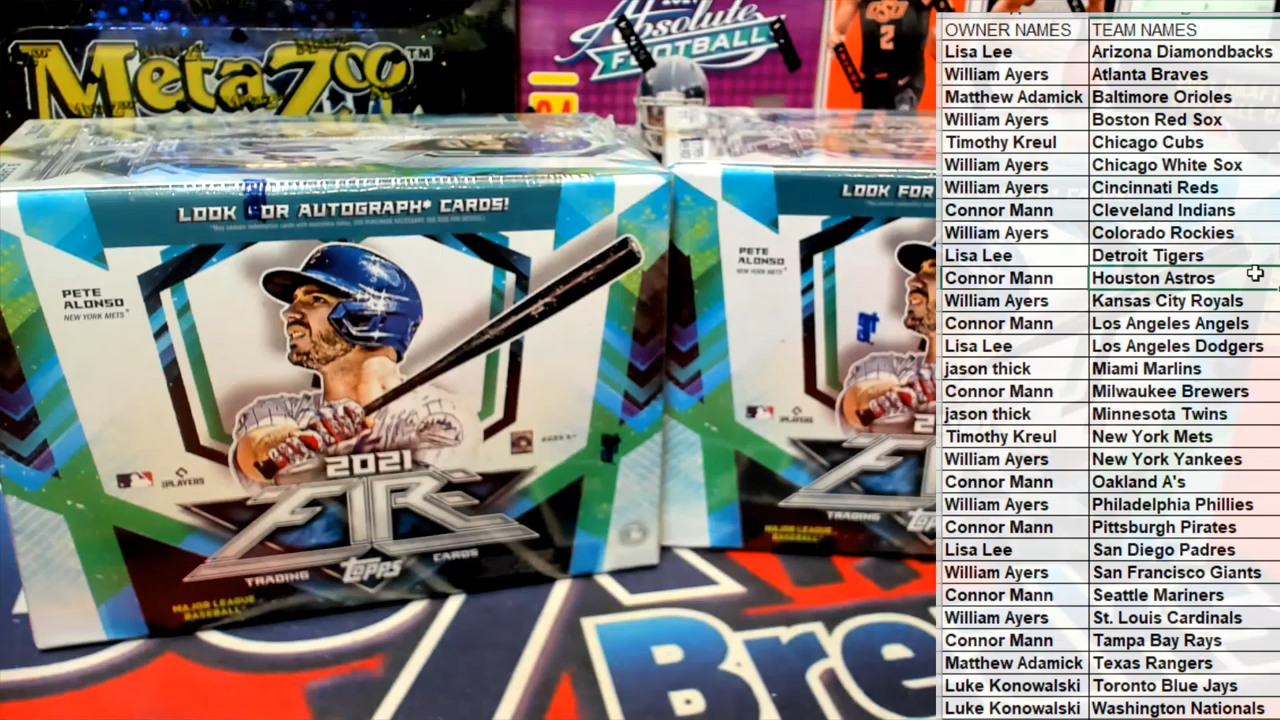 MetaZoo™
Absolute
FOOTBALL
2
LOOK FOR AUTOGRAPH* CARDS!
PETE
ALONSO
NEW YORK METS®
2021
FIRE
TRADING
Topps
CARDS
MAJOR LEAGUE
BASEBALL
PLAYERS
LOOK FOR
PETE
ALONSO
NEW YORK METS®
TRADING
MAJOR LEAGUE
BASEBALL
Bre
OWNER NAMES TEAM NAMES
Lisa Lee Arizona Diamondbacks
William Ayers Atlanta Braves
Matthew Adamick Baltimore Orioles
William Ayers Boston Red Sox
Timothy Kreul Chicago Cubs
William Ayers Chicago White Sox
William Ayers Cincinnati Reds
Connor Mann Cleveland Indians
William Ayers Colorado Rockies
Lisa Lee Detroit Tigers
Connor Mann Houston Astros
William Ayers Kansas City Royals
Connor Mann Los Angeles Angels
Lisa Lee Los Angeles Dodgers
jason thick Miami Marlins
Connor Mann Milwaukee Brewers
jason thick Minnesota Twins
Timothy Kreul New York Mets
William Ayers New York Yankees
Connor Mann Oakland A's
William Ayers Philadelphia Phillies
Connor Mann Pittsburgh Pirates
Lisa Lee San Diego Padres
William Ayers San Francisco Giants
Connor Mann Seattle Mariners
William Ayers St. Louis Cardinals
Connor Mann Tampa Bay Rays
Matthew Adamick Texas Rangers
Luke Konowalski Toronto Blue Jays
Luke Konowalski Washington Nationals